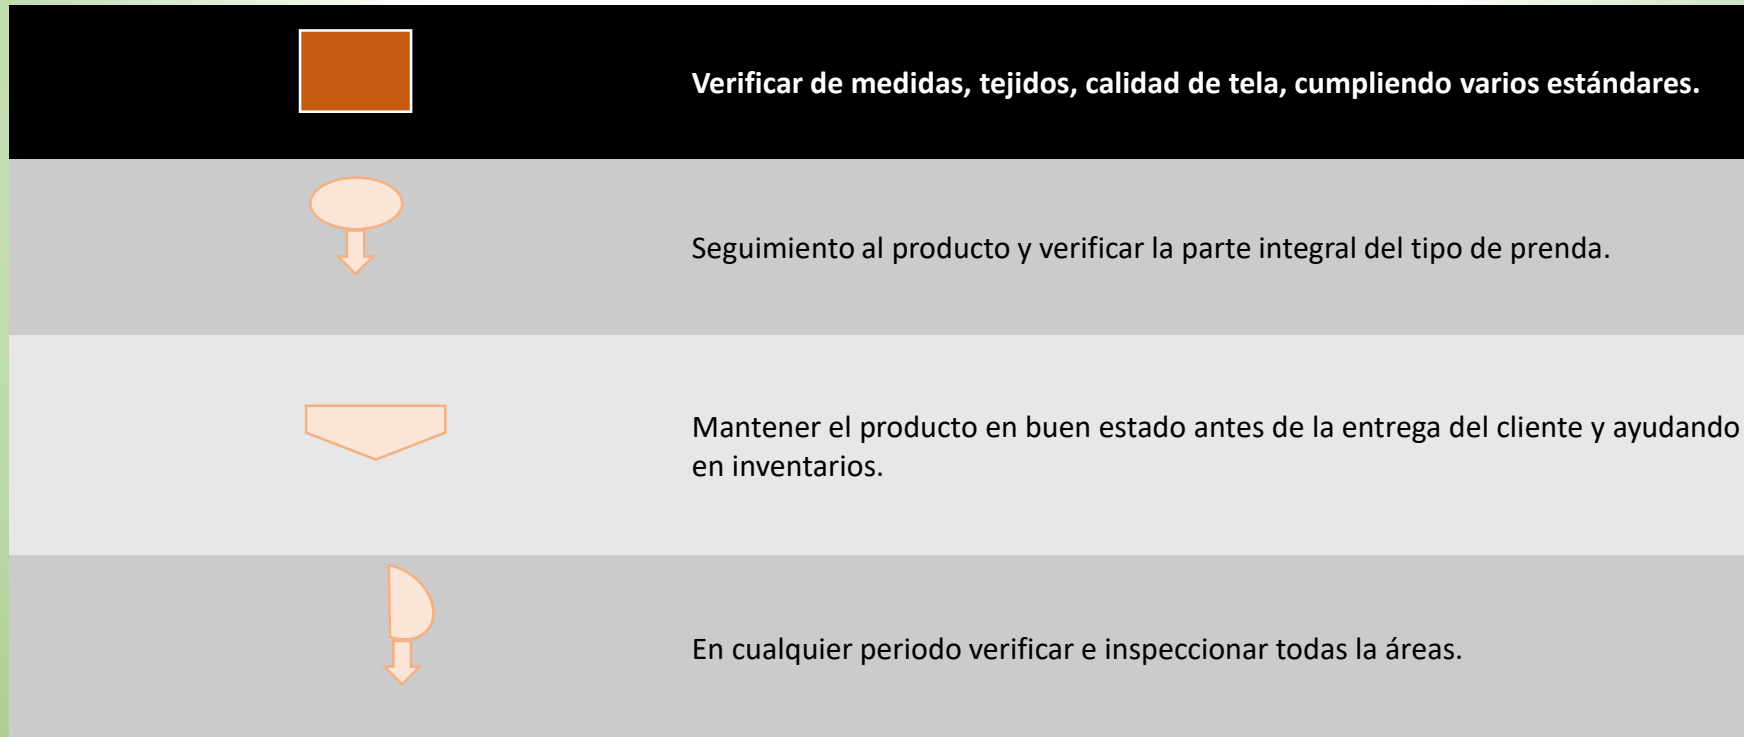 Verificar de medidas, tejidos, calidad de tela, cumpliendo varios estándares.
Seguimiento al producto y verificar la parte integral del tipo de prenda.
Mantener el producto en buen estado antes de la entrega del cliente y ayudando
en inventarios.
En cualquier periodo verificar e inspeccionar todas la áreas.